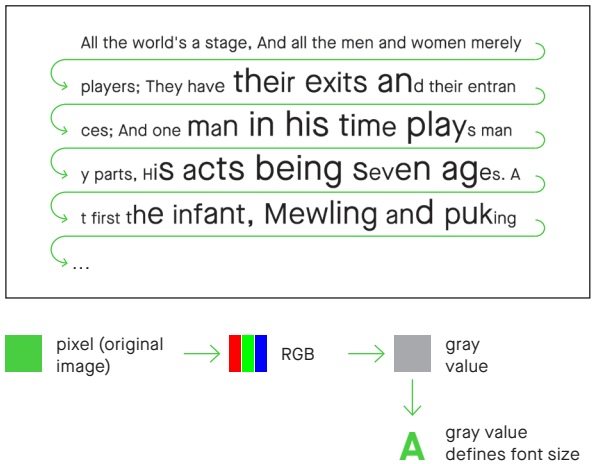 All the world's a stage, And all the men and women merely
players; They have their exits and their entran
ces; And one man in his time plays man
y parts, His acts being seven ages. A
t first the infant, Mewling and puking
...
pixel (original
image)
RGB
gray
value
A
gray value
defines font size